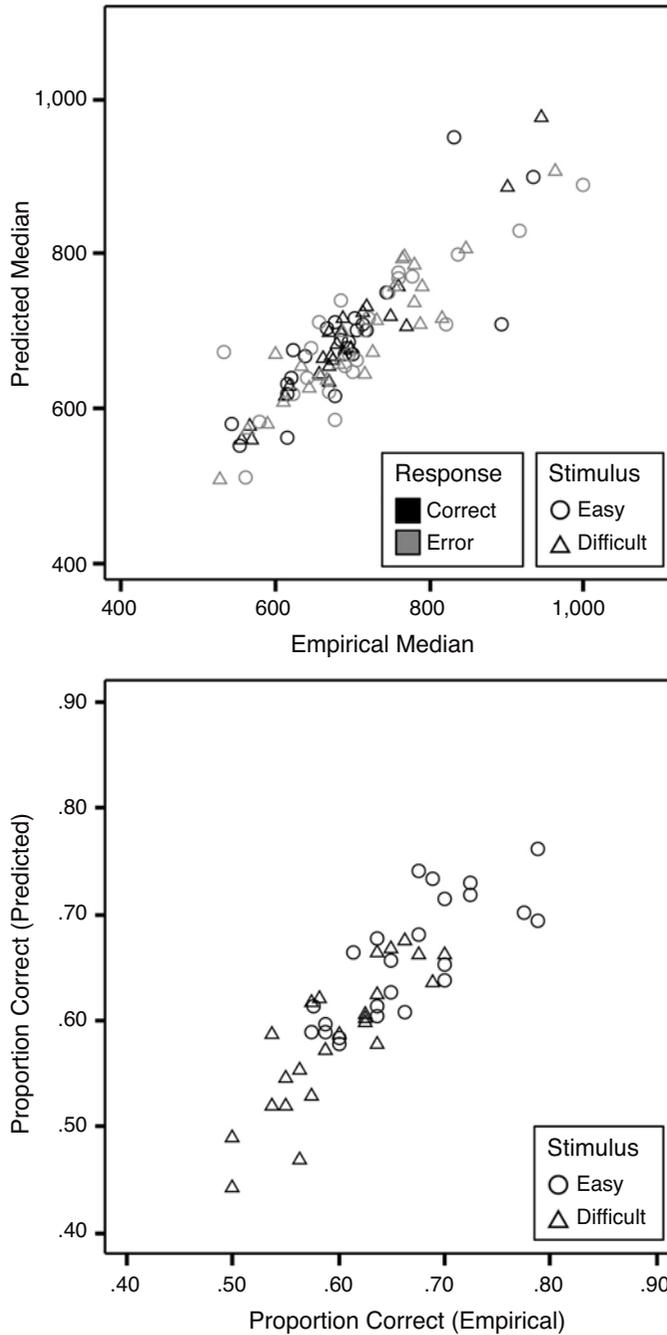 1,000
800
600
400
Predicted Median
Response
Correct
Error
Stimulus
Easy
Difficult
400
600
800
1,000
Empirical Median
.90
.80
.70
.60
.50
.40
Proportion Correct (Predicted)
Stimulus
Easy
Difficult
.40
.50
.60
.70
.80
.90
Proportion Correct (Empirical)